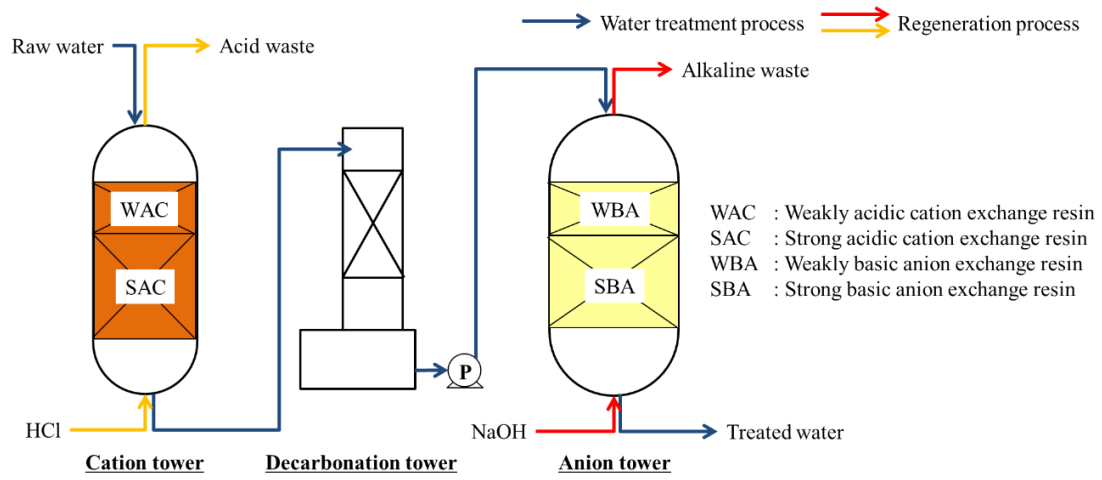 Water treatment process
Regeneration process
Raw water
Acid waste
Alkaline waste
WAC
SAC
WBA
SBA
WAC : Weakly acidic cation exchange resin
SAC : Strong acidic cation exchange resin
WBA : Weakly basic anion exchange resin
SBA : Strong basic anion exchange resin
P
HCl
NaOH
Treated water
Cation tower
Decarbonation tower
Anion tower